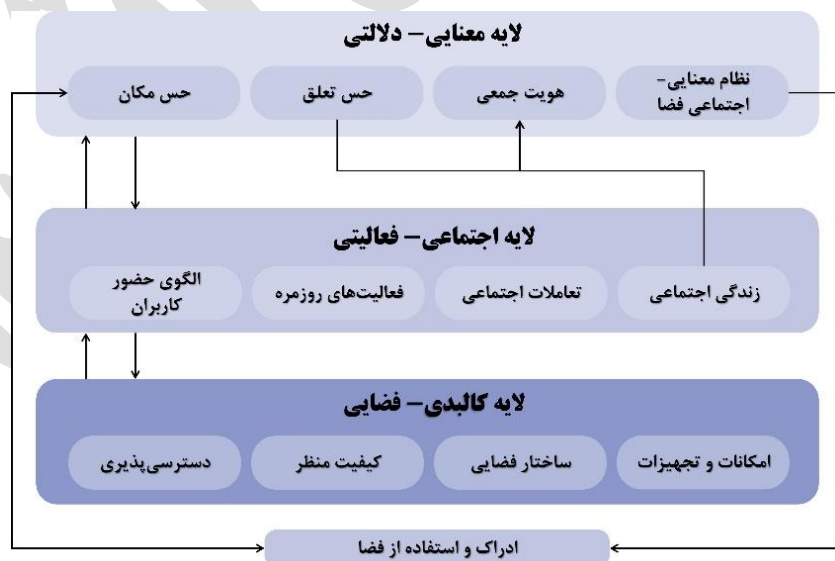 لایه معنایی– دلالتی
نظام معنایی–
اجتماعی فضا
هویت جمعی
حس تعلق
حس مکان
لایه اجتماعی– فعالیتی
زندگی اجتماعی
تعاملات اجتماعی
فعالیت‌های روزمره
الگوی حضور
کاربران
لایه کالبدی– فضایی
امکانات و تجهیزات
ساختار فضایی
کیفیت منظر
دسترسی‌پذیری
ادراک و استفاده از فضا